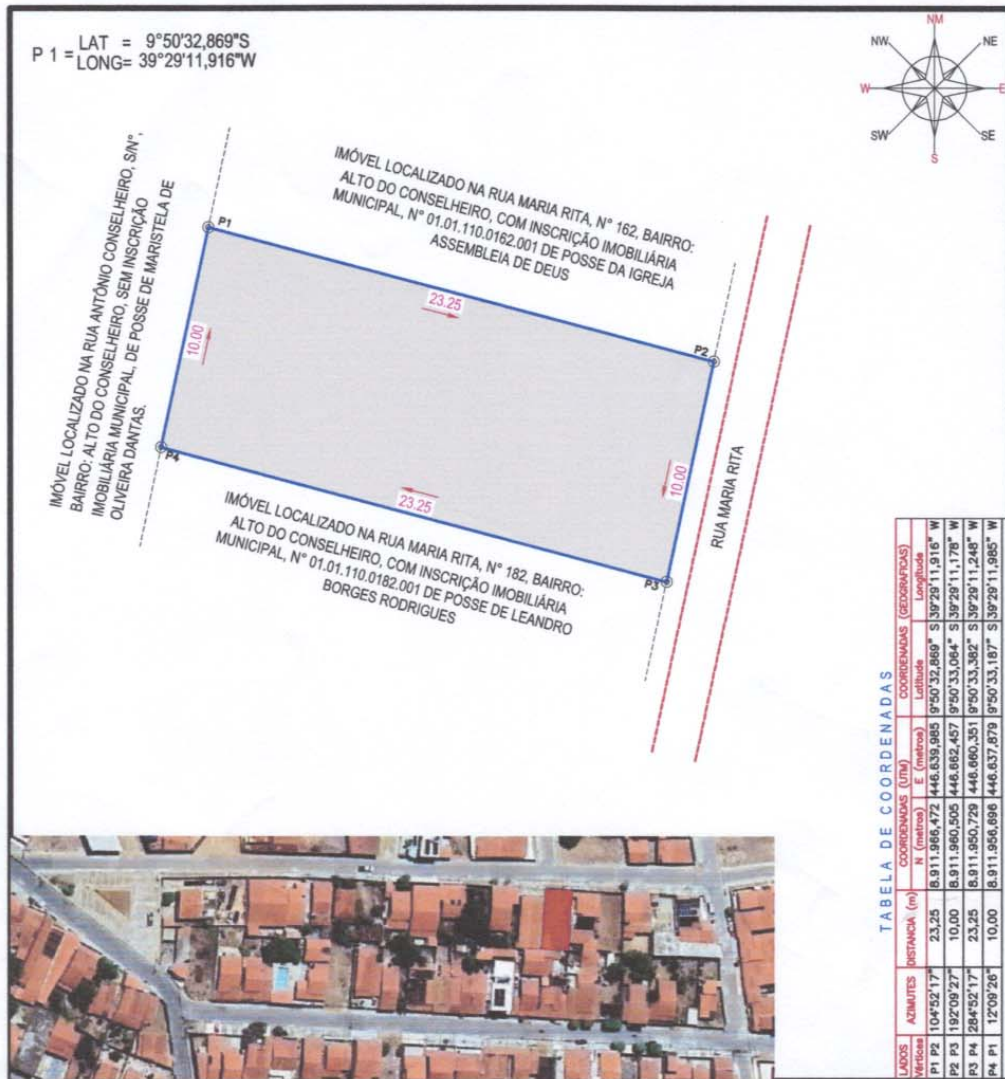 P 1 = LAT = 9°50'32,869"S
LONG= 39°29'11,916"W
NM
NW
NE
W
E
SW
SE
S
IMÓVEL LOCALIZADO NA RUA ANTÔNIO CONSELHEIRO, S/N°,
BAIRRO: ALTO DO CONSELHEIRO, SEM INSCRIÇÃO
IMOBILIÁRIA MUNICIPAL, DE POSSE DE MARISTELA DE
OLIVEIRA DANTAS.
IMÓVEL LOCALIZADO NA RUA MARIA RITA, N° 162, BAIRRO:
ALTO DO CONSELHEIRO, COM INSCRIÇÃO IMOBILIÁRIA
MUNICIPAL, N° 01.01.110.0162.001 DE POSSE DA IGREJA
ASSEMBLEIA DE DEUS
P1
23.25
P2
10.00
10.00
P4
23.25
P3
RUA MARIA RITA
IMÓVEL LOCALIZADO NA RUA MARIA RITA, N° 182, BAIRRO:
ALTO DO CONSELHEIRO, COM INSCRIÇÃO IMOBILIÁRIA
MUNICIPAL, N° 01.01.110.0182.001 DE POSSE DE LEANDRO
BORGES RODRIGUES
TABELA DE COORDENADAS
LADOS AZIMUTES DISTANCIA (m) COORDENADAS (UTM) COORDENADAS (GEOGRAFICAS)
Vértices N (metros) E (metros) Latitude Longitude
P1 P2 104°52'17" 23,25 8.911.966,472 446.639,985 9°50'32,869" S 39°29'11,916" W
P2 P3 192°09'27" 10,00 8.911.960,505 446.662,457 9°50'33,064" S 39°29'11,178" W
P3 P4 284°52'17" 23,25 8.911.950,729 446.660,351 9°50'33,382" S 39°29'11,248" W
P4 P1 12°09'26" 10,00 8.911.956,696 446.637,879 9°50'33,187" S 39°29'11,985" W